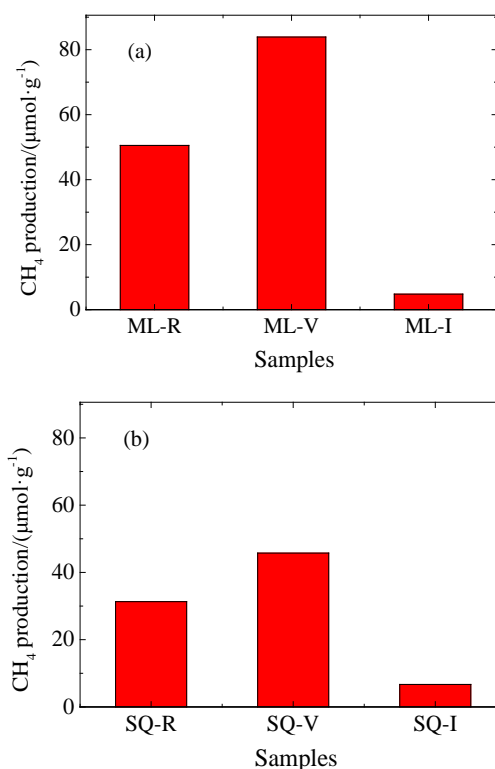 (a)
CH₄ production/(μmol·g⁻¹)
80
60
40
20
0
ML-R ML-V ML-I
Samples
(b)
CH₄ production/(μmol·g⁻¹)
80
60
40
20
0
SQ-R SQ-V SQ-I
Samples